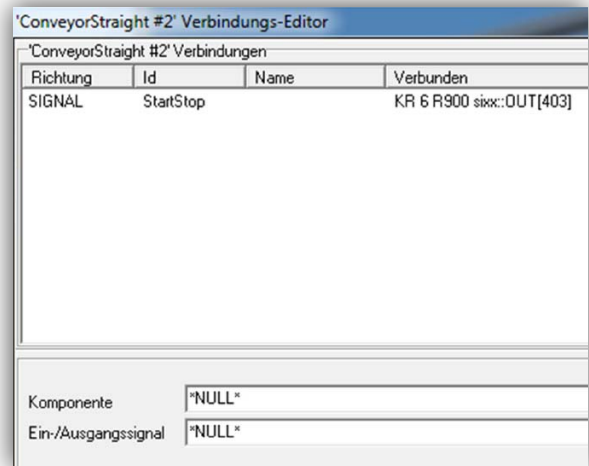 'ConveyorStraight #2' Verbindungs-Editor
'ConveyorStraight #2' Verbindungen
Richtung Id Name Verbunden
SIGNAL StartStop KR 6 R900 sixx::OUT[403]
Komponente *NULL*
Ein-/Ausgangssignal *NULL*